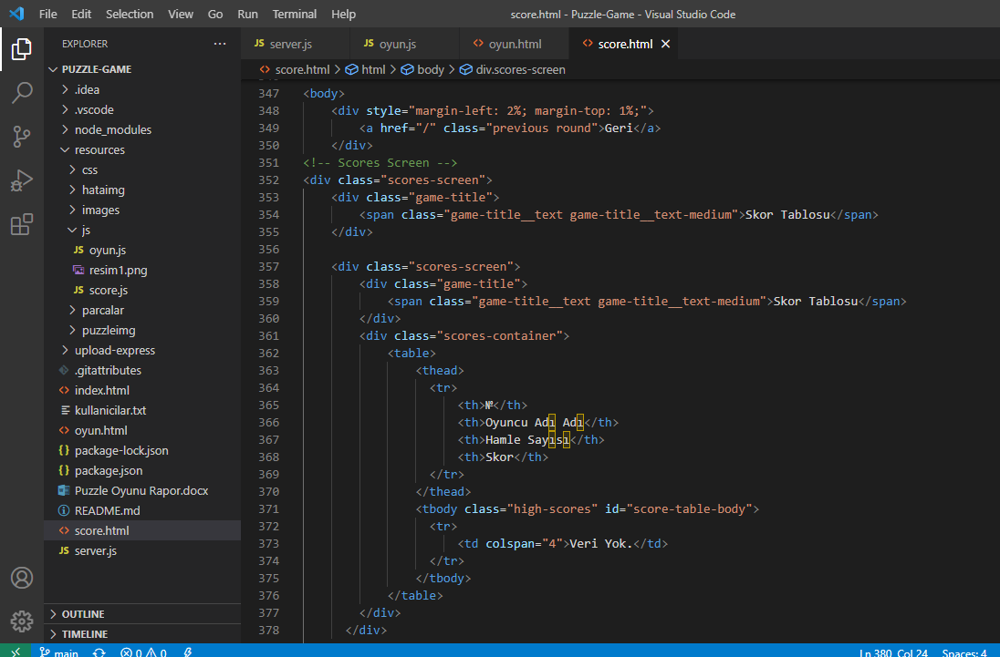 File Edit Selection View Go Run Terminal Help
score.html - Puzzle-Game - Visual Studio Code
EXPLORER ...
PUZZLE-GAME
.idea
.vscode
node_modules
resources
css
hataimg
images
js
JS oyun.js
resim1.png
JS score.js
parcalar
puzzleimg
upload-express
.gitattributes
<> index.html
kullanicilar.txt
<> oyun.html
{} package-lock.json
{} package.json
Puzzle Oyunu Rapor.docx
README.md
<> score.html
JS server.js
OUTLINE
TIMELINE
JS server.js JS oyun.js <> oyun.html <> score.html
<> score.html > html > body > div.scores-screen
347 <body>
348 <div style="margin-left: 2%; margin-top: 1%;">
349 <a href="/" class="previous round">Geri</a>
350 </div>
351 <!-- Scores Screen -->
352 <div class="scores-screen">
353 <div class="game-title">
354 <span class="game-title__text game-title__text-medium">Skor Tablosu</span>
355 </div>
356
357 <div class="scores-screen">
358 <div class="game-title">
359 <span class="game-title__text game-title__text-medium">Skor Tablosu</span>
360 </div>
361 <div class="scores-container">
362 <table>
363 <thead>
364 <tr>
365 <th>№</th>
366 <th>Oyuncu Adı Adı</th>
367 <th>Hamle Sayısı</th>
368 <th>Skor</th>
369 </tr>
370 </thead>
371 <tbody class="high-scores" id="score-table-body">
372 <tr>
373 <td colspan="4">Veri Yok.</td>
374 </tr>
375 </tbody>
376 </table>
377 </div>
378 </div>
main 0 0 Ln 380, Col 24 Spaces: 4